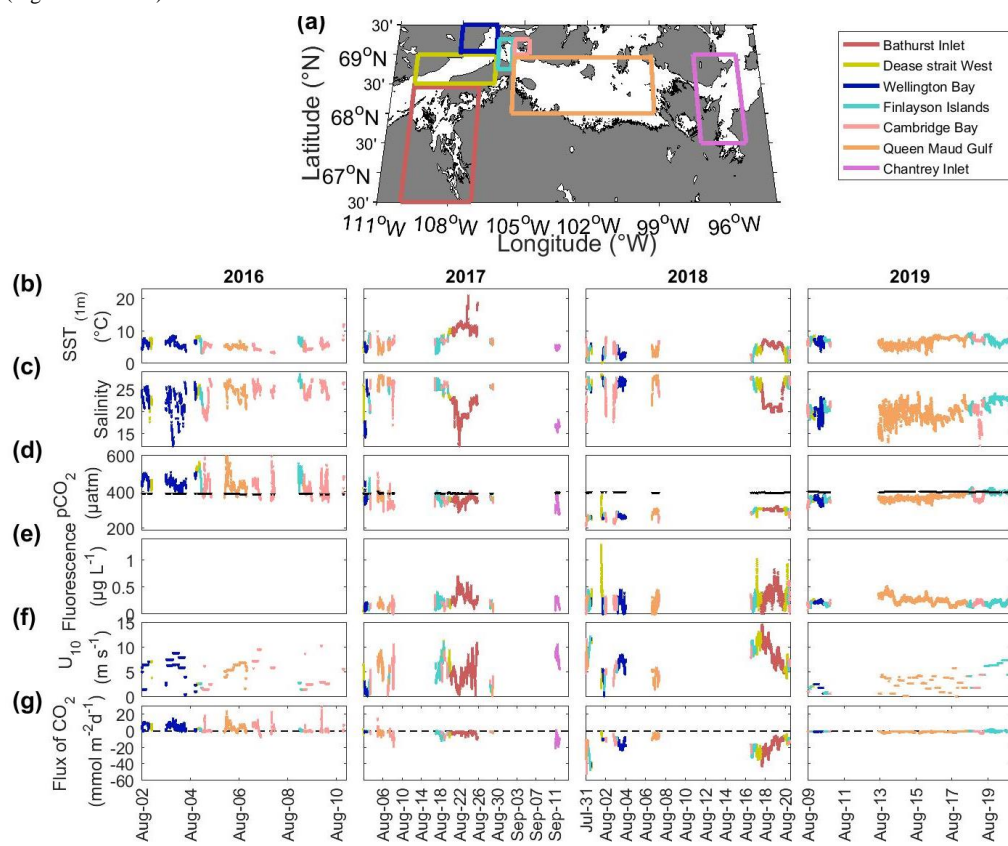 (a)
30'
69°N
30'
68°N
30'
67°N
30'
Latitude (°N)
111°W 108°W 105°W 102°W 99°W 96°W
Longitude (°W)
Bathurst Inlet
Dease strait West
Wellington Bay
Finlayson Islands
Cambridge Bay
Queen Maud Gulf
Chantrey Inlet
2016 2017 2018 2019
(b)
SST (1m)
(°C)
20
10
0
(c)
Salinity
25
20
15
(d)
pCO2
(µatm)
600
400
200
(e)
Fluorescence
(µg L-1)
1
0.5
0
(f)
U10
(m s-1)
15
10
5
0
(g)
Flux of CO2
(mmol m-2d-1)
20
0
-20
-40
-60
Aug-02 Aug-04 Aug-06 Aug-08 Aug-10
Aug-06 Aug-10 Aug-14 Aug-18 Aug-22 Aug-26 Aug-30 Sep-03 Sep-07 Sep-11
Jul-31 Aug-02 Aug-04 Aug-06 Aug-08 Aug-10 Aug-12 Aug-14 Aug-16 Aug-18 Aug-20
Aug-09 Aug-11 Aug-13 Aug-15 Aug-17 Aug-19